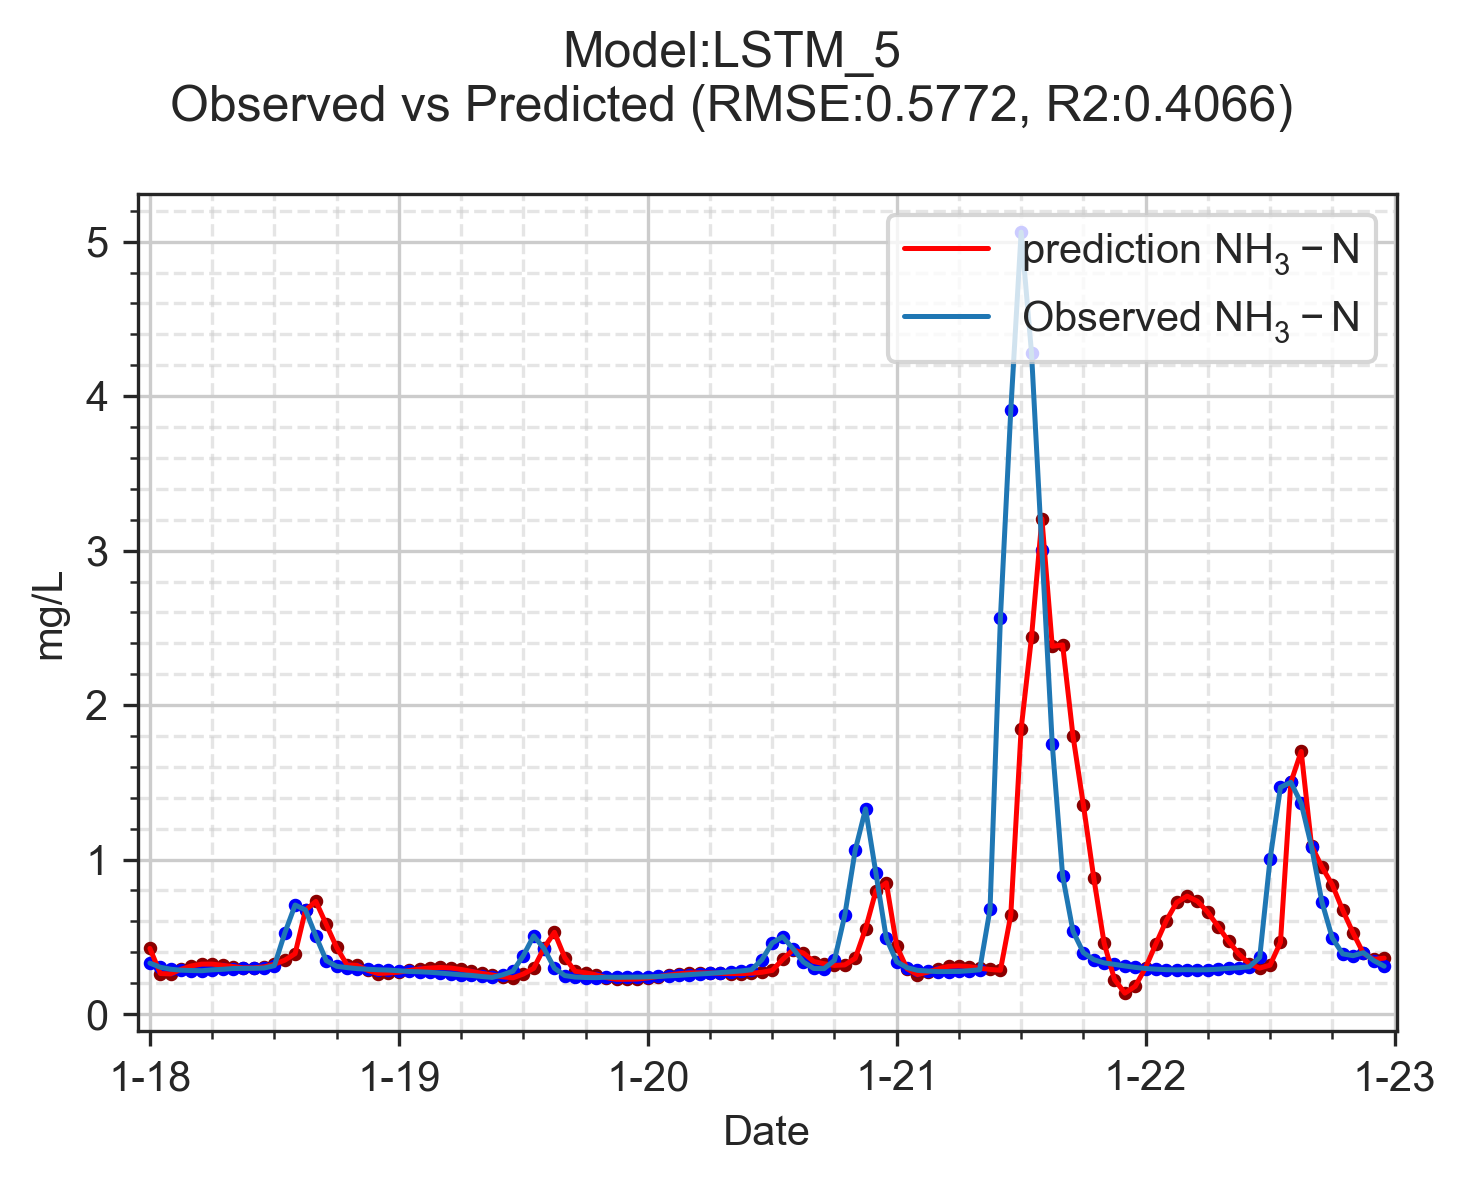 Model:LSTM_5
Observed vs Predicted (RMSE:0.5772, R2:0.4066)
prediction NH₃ − N
Observed NH₃ − N
5
4
3
2
1
0
mg/L
1-18 1-19 1-20 1-21 1-22 1-23
Date